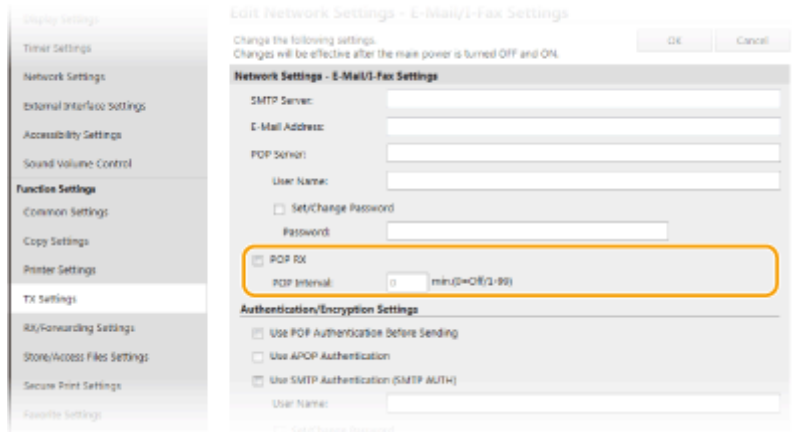 Display Settings
Timer Settings
Network Settings
External Interface Settings
Accessibility Settings
Sound Volume Control
Function Settings
Common Settings
Copy Settings
Printer Settings
TX Settings
RX/Forwarding Settings
Store/Access Files Settings
Secure Print Settings
Favorite Settings
Edit Network Settings - E-Mail/I-Fax Settings
Change the following settings.
Changes will be effective after the main power is turned OFF and ON.
OK Cancel
Network Settings - E-Mail/I-Fax Settings
SMTP Server:
E-Mail Address:
POP Server:
User Name:
Set/Change Password
Password:
POP RX
POP Interval: 0 min.(0=Off/1-99)
Authentication/Encryption Settings
Use POP Authentication Before Sending
Use APOP Authentication
Use SMTP Authentication (SMTP AUTH)
User Name:
Set/Change Password